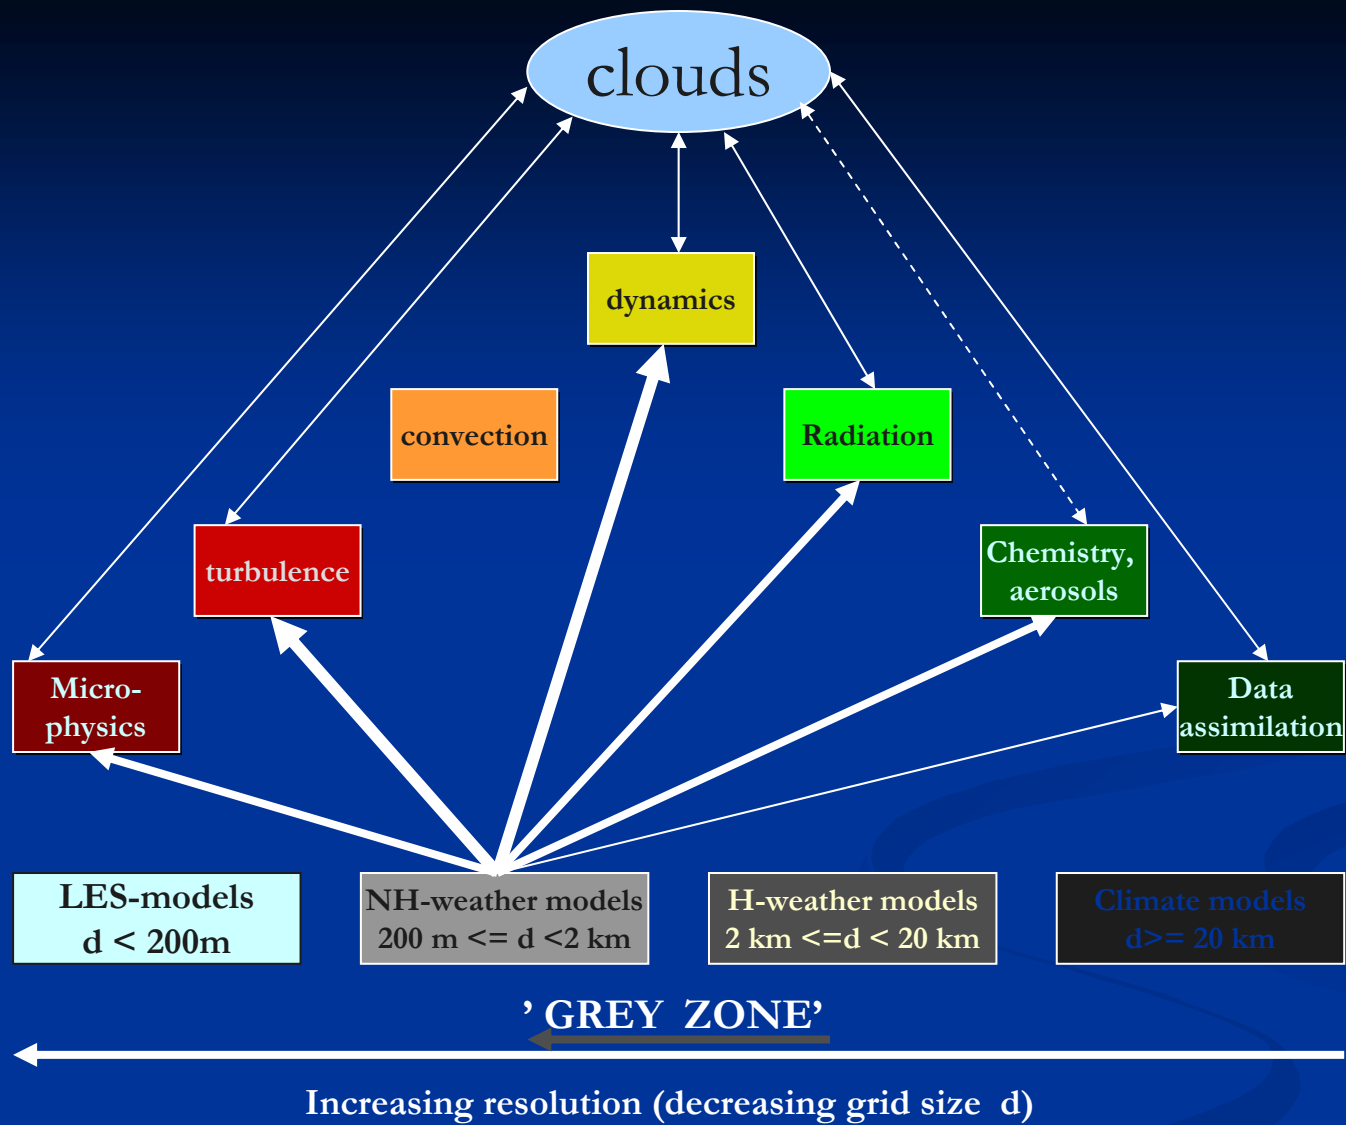 clouds
dynamics
convection
Radiation
turbulence
Chemistry,
aerosols
Micro-
physics
Data
assimilation
LES-models
d < 200m
NH-weather models
200 m <= d <2 km
H-weather models
2 km <=d < 20 km
Climate models
d>= 20 km
’ GREY ZONE’
Increasing resolution (decreasing grid size d)